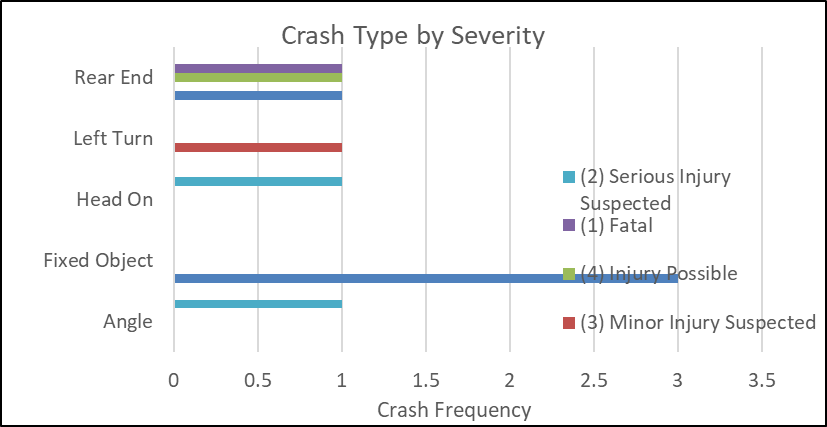 Crash Type by Severity
Rear End
Left Turn
Head On
Fixed Object
Angle
(2) Serious Injury
Suspected
(1) Fatal
(4) Injury Possible
(3) Minor Injury Suspected
0 0.5 1 1.5 2 2.5 3 3.5
Crash Frequency